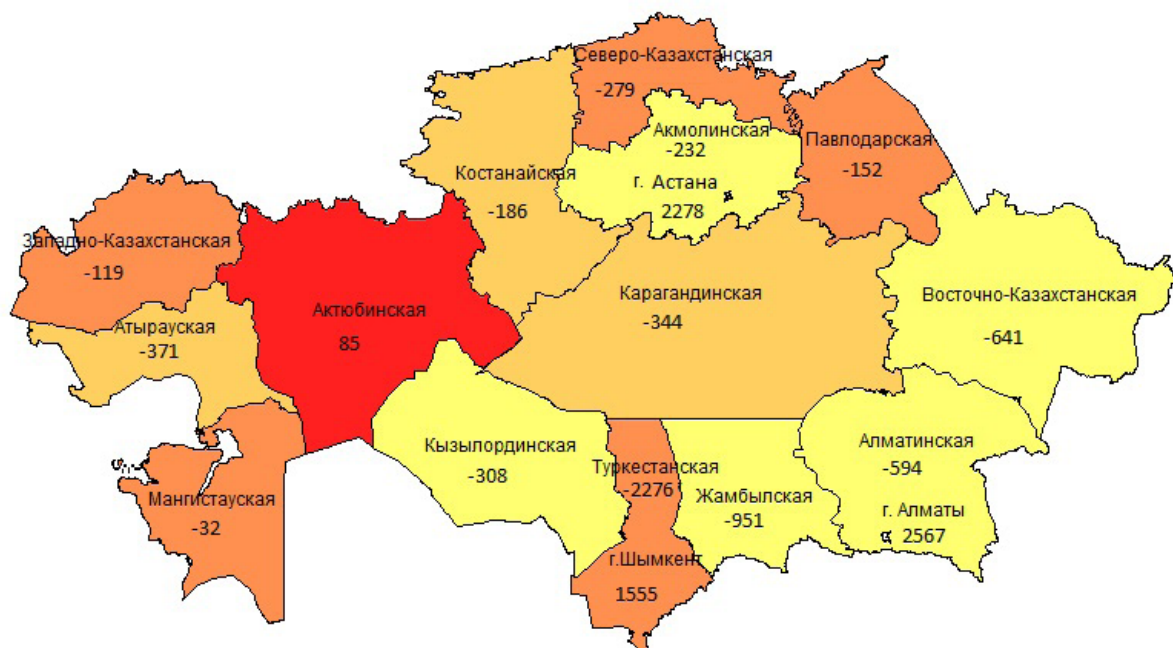 Северо-Казахстанская
-279
Акмолинская
-232
г. Астана
2278
Павлодарская
-152
Костанайская
-186
Западно-Казахстанская
-119
Атырауская
-371
Актюбинская
85
Карагандинская
-344
Восточно-Казахстанская
-641
Мангистауская
-32
Кызылординская
-308
Туркестанская
-2276
г.Шымкент
1555
Жамбылская
-951
Алматинская
-594
г. Алматы
2567